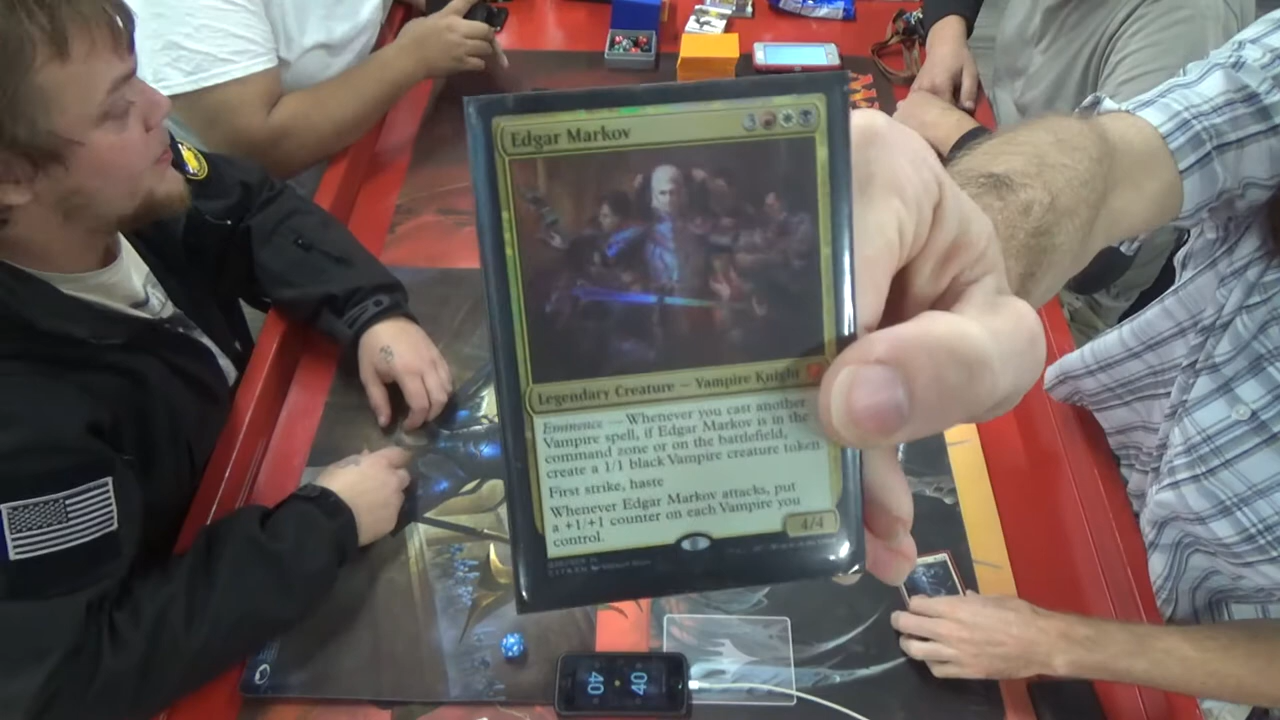 Edgar Markov
3
Legendary Creature — Vampire Knight
Eminence — Whenever you cast another
Vampire spell, if Edgar Markov is in the
command zone or on the battlefield,
create a 1/1 black Vampire creature token.
First strike, haste
Whenever Edgar Markov attacks, put
a +1/+1 counter on each Vampire you
control.
4/4
40
40